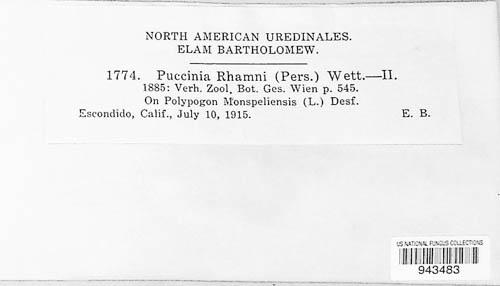 NORTH AMERICAN UREDINALES.
ELAM BARTHOLOMEW.
1774. Puccinia Rhamni (Pers.) Wett.—II.
1885: Verh. Zool. Bot. Ges. Wien p. 545.
On Polypogon Monspeliensis (L.) Desf.
Escondido, Calif., July 10, 1915. E. B.
US NATIONAL FUNGUS COLLECTIONS
943483